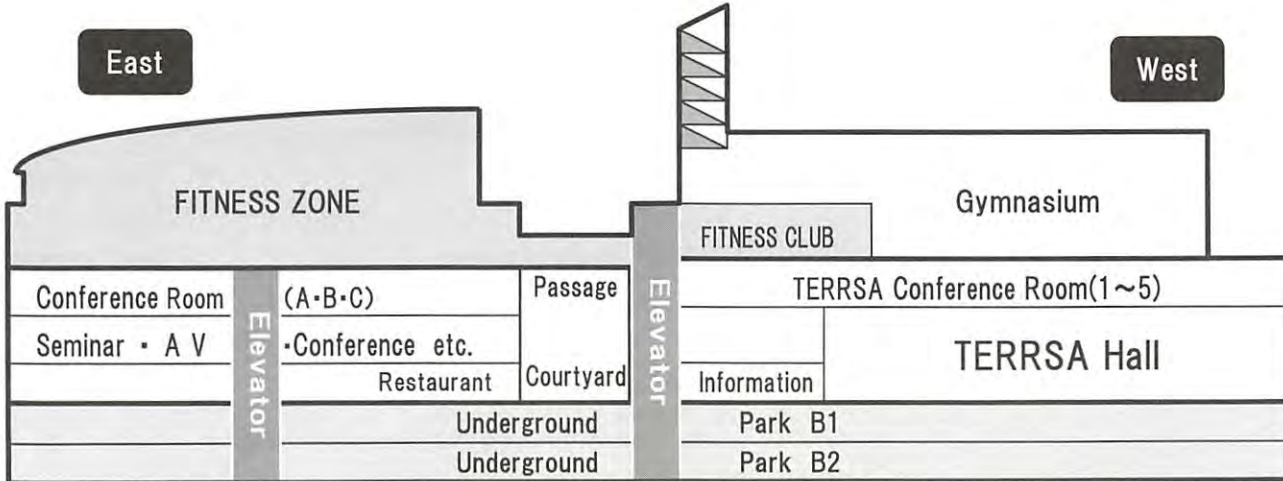 East
West
FITNESS ZONE
Gymnasium
FITNESS CLUB
Conference Room (A・B・C)
Passage
TERRSA Conference Room(1～5)
Seminar ・ A V ・Conference etc.
TERRSA Hall
Restaurant
Courtyard
Information
Elevator
Elevator
Underground Park B1
Underground Park B2